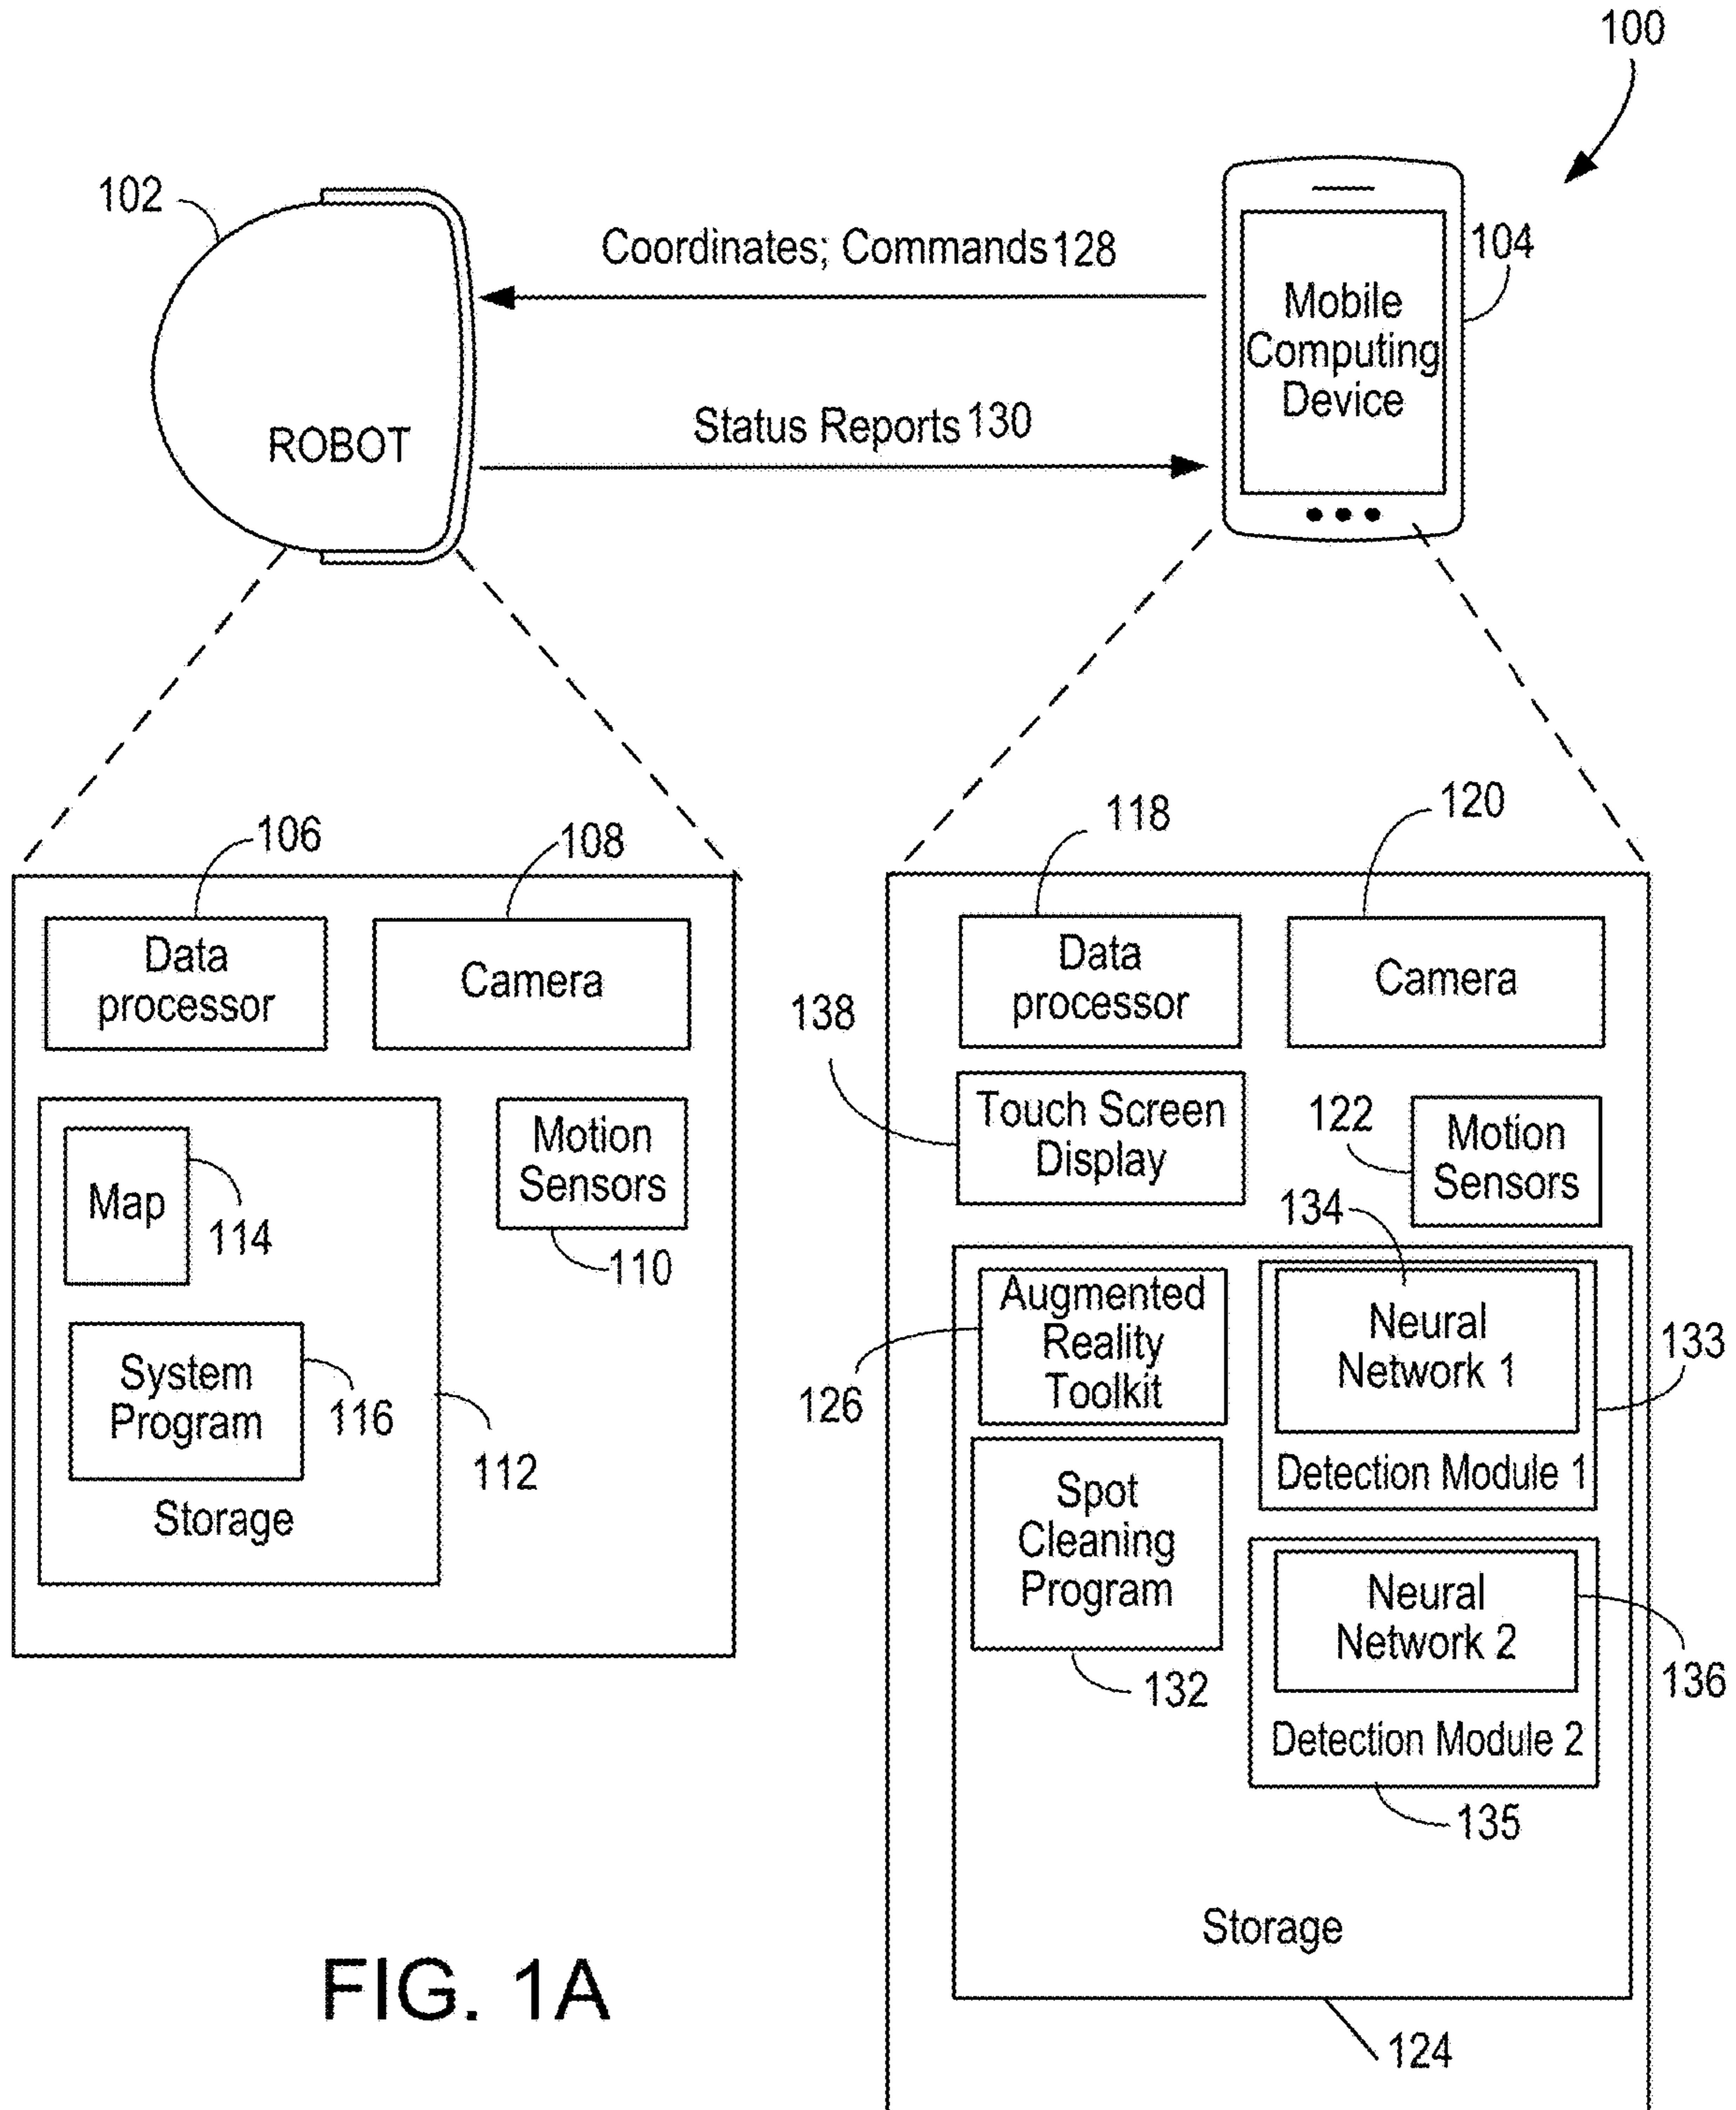 100
102
Coordinates; Commands 128
104
Mobile
Computing
Device
Status Reports 130
ROBOT
106
108
118
120
Data
processor
Camera
Data
processor
Camera
138
Touch Screen
Display
122
Motion
Sensors
Map
114
Motion
Sensors
110
134
System
Program
116
112
Storage
Augmented
Reality
Toolkit
126
Neural
Network 1
133
Detection Module 1
Spot
Cleaning
Program
132
Neural
Network 2
136
Detection Module 2
135
Storage
124
FIG. 1A